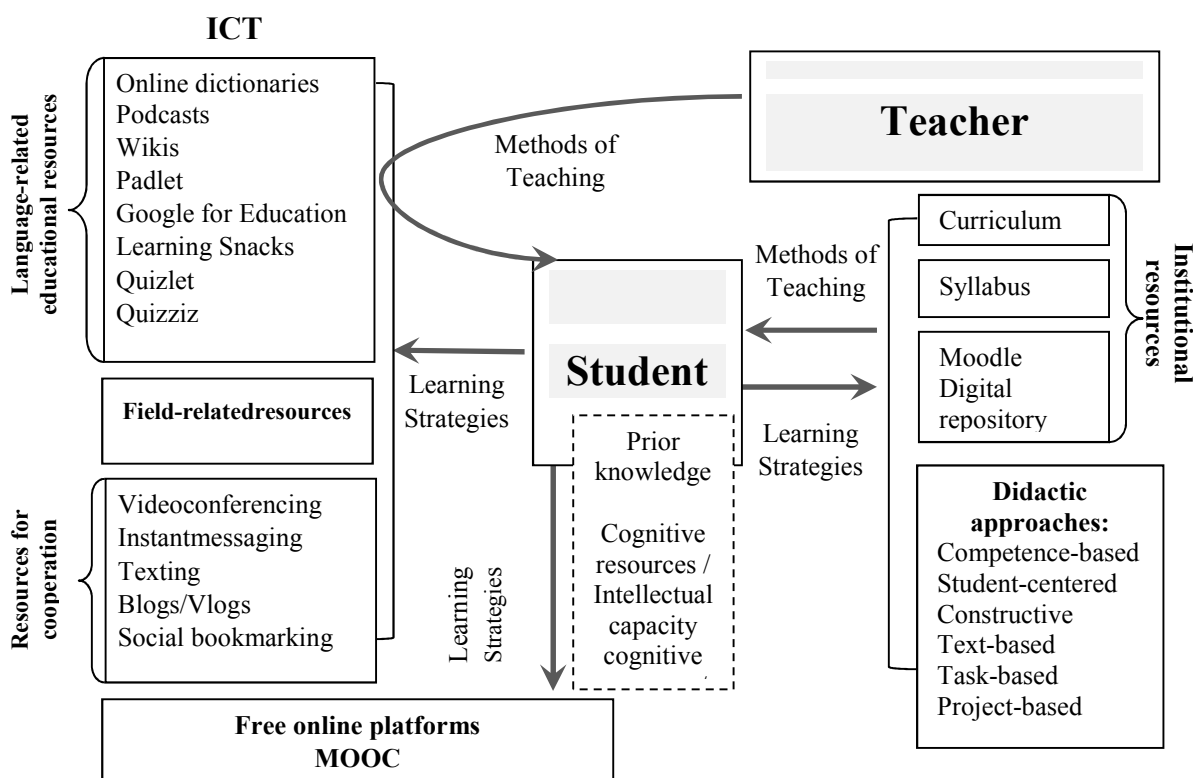 ICT
Language-related
educational resources
Online dictionaries
Podcasts
Wikis
Padlet
Google for Education
Learning Snacks
Quizlet
Quizziz
Field-relatedresources
Resources for
cooperation
Videoconferencing
Instantmessaging
Texting
Blogs/Vlogs
Social bookmarking
Methods of
Teaching
Teacher
Learning
Strategies
Student
Prior
knowledge
Cognitive
resources /
Intellectual
capacity
cognitive
Learning
Strategies
Methods of
Teaching
Learning
Strategies
Curriculum
Syllabus
Moodle
Digital
repository
Institutional
resources
Didactic
approaches:
Competence-based
Student-centered
Constructive
Text-based
Task-based
Project-based
Free online platforms
MOOC